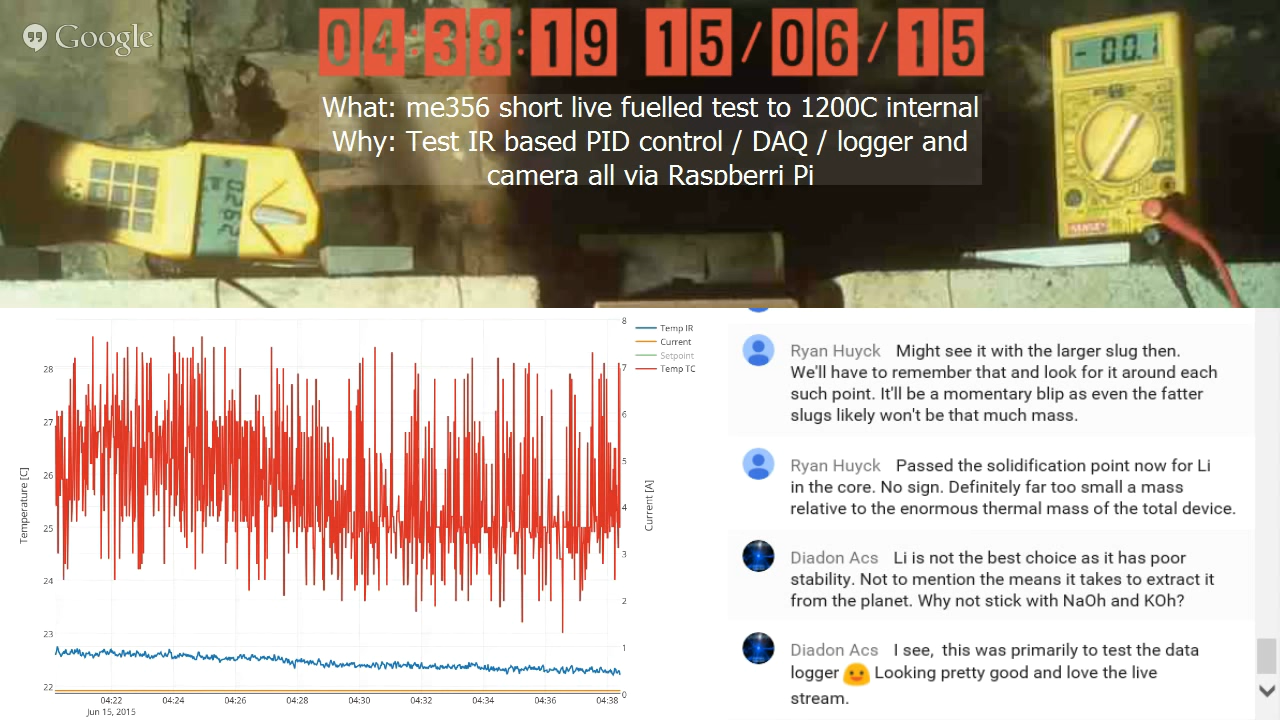 Google
04:38:19 15/06/15
What: me356 short live fuelled test to 1200C internal
Why: Test IR based PID control / DAQ / logger and
camera all via Raspberri Pi
- 00.1
Temp IR
Current
Setpoint
Temp TC
Temperature [C]
28
27
26
25
24
23
22
8
7
6
5
4
3
2
1
0
Current [A]
04:22
04:24
04:26
04:28
04:30
04:32
04:34
04:36
04:38
Jun 15, 2015
Ryan Huyck Might see it with the larger slug then.
We'll have to remember that and look for it around each
such point. It'll be a momentary blip as even the fatter
slugs likely won't be that much mass.
Ryan Huyck Passed the solidification point now for Li
in the core. No sign. Definitely far too small a mass
relative to the enormous thermal mass of the total device.
Diadon Acs Li is not the best choice as it has poor
stability. Not to mention the means it takes to extract it
from the planet. Why not stick with NaOh and KOh?
Diadon Acs I see, this was primarily to test the data
logger Looking pretty good and love the live
stream.